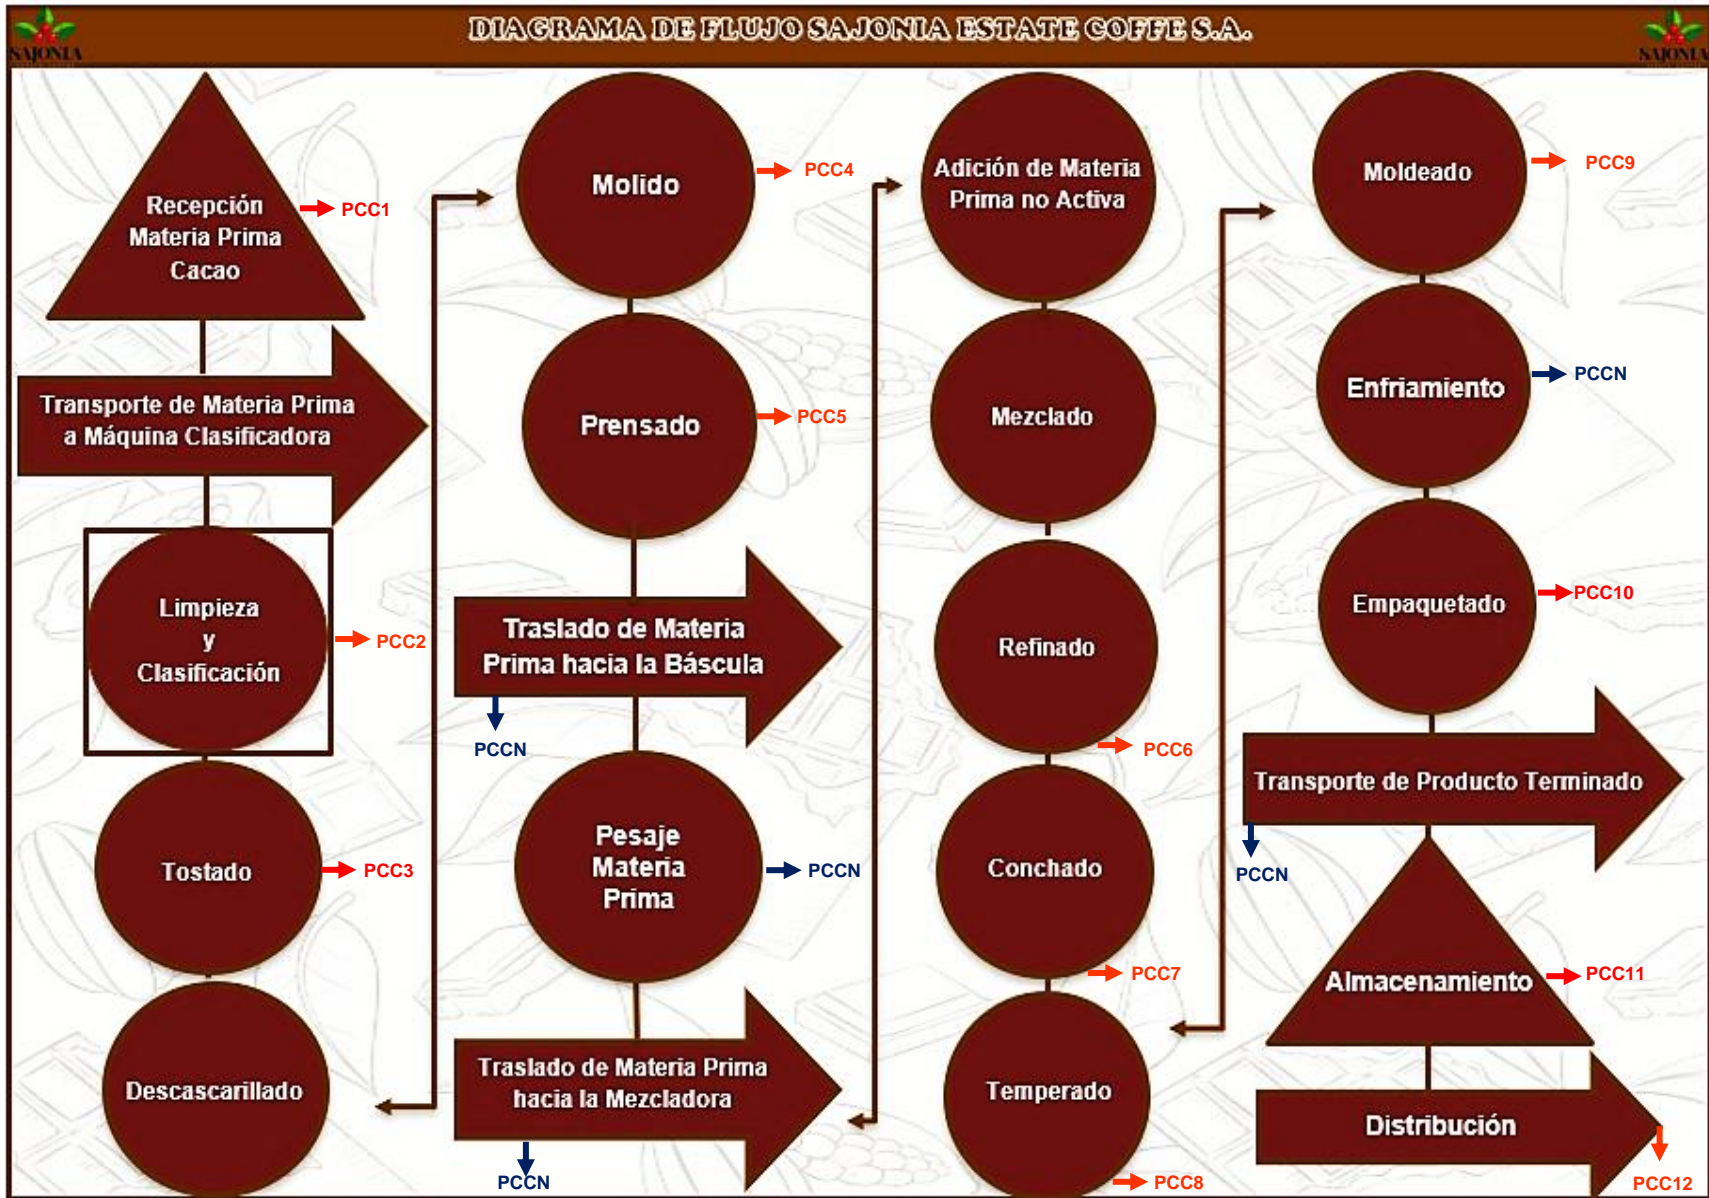 DIAGRAMA DE FLUJO SAJONIA ESTATE COFFE S.A.
SAJONIA
SAJONIA
Recepción
Materia Prima
Cacao
PCC1
Transporte de Materia Prima
a Máquina Clasificadora
Limpieza
y
Clasificación
PCC2
Tostado
PCC3
Descascarillado
Molido
PCC4
Prensado
PCC5
Traslado de Materia
Prima hacia la Báscula
PCCN
Pesaje
Materia
Prima
PCCN
Traslado de Materia Prima
hacia la Mezcladora
PCCN
Adición de Materia
Prima no Activa
Mezclado
Refinado
PCC6
Conchado
PCC7
Temperado
PCC8
Moldeado
PCC9
Enfriamiento
PCCN
Empaquetado
PCC10
Transporte de Producto Terminado
PCCN
Almacenamiento
PCC11
Distribución
PCC12